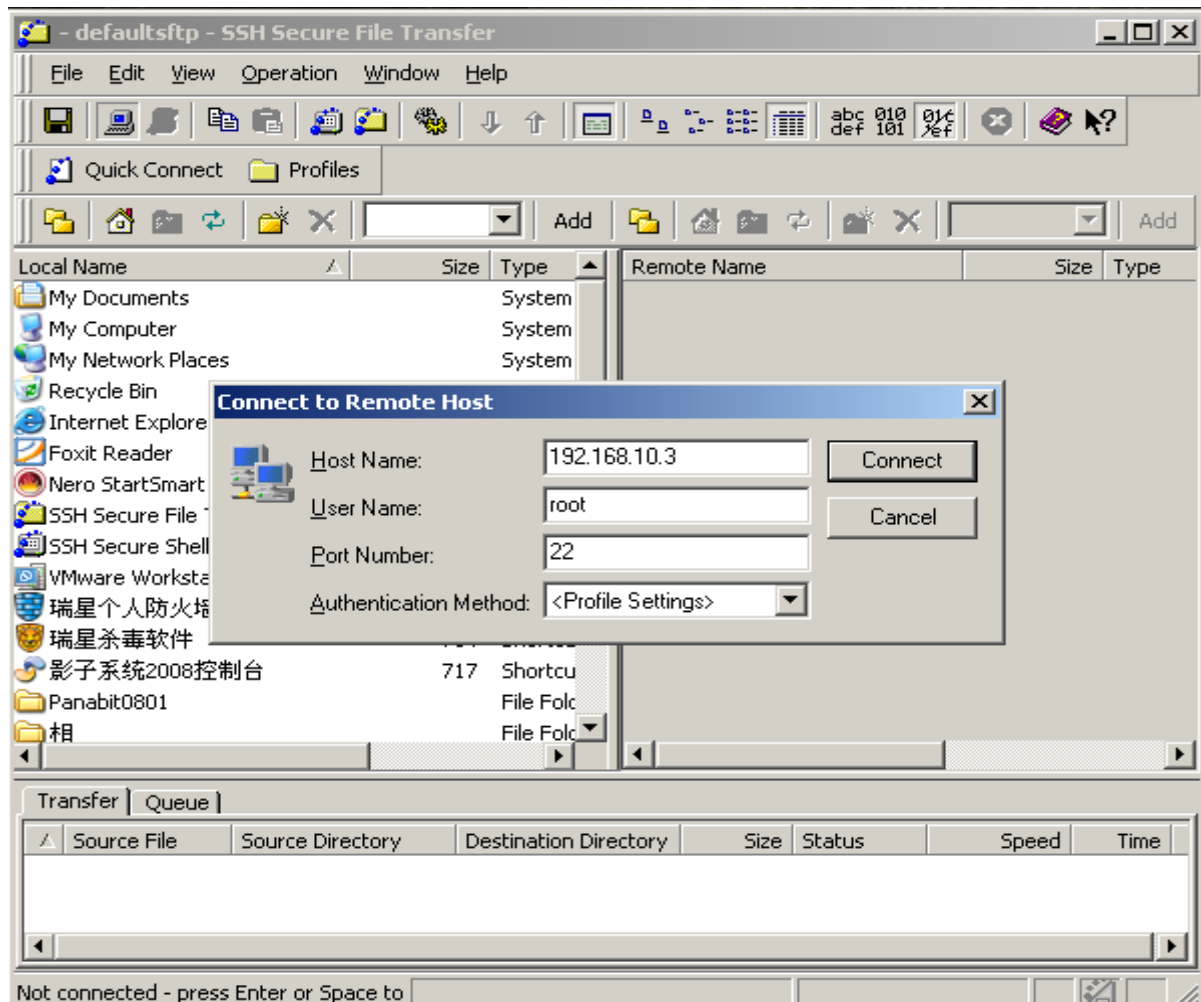 - defaultsftp - SSH Secure File Transfer
File Edit View Operation Window Help
abc def 010 101
Quick Connect Profiles
Add Add
Local Name Size Type Remote Name Size Type
My Documents System
My Computer System
My Network Places System
Recycle Bin
Internet Explore
Foxit Reader
Nero StartSmart
SSH Secure File
SSH Secure Shell
VMware Worksta
瑞星个人防火墙
瑞星杀毒软件
影子系统2008控制台 717 Shortcu
Panabit0801 File Fold
相 File Fold
Connect to Remote Host
Host Name: 192.168.10.3 Connect
User Name: root Cancel
Port Number: 22
Authentication Method: <Profile Settings>
Transfer Queue
Source File Source Directory Destination Directory Size Status Speed Time
Not connected - press Enter or Space to